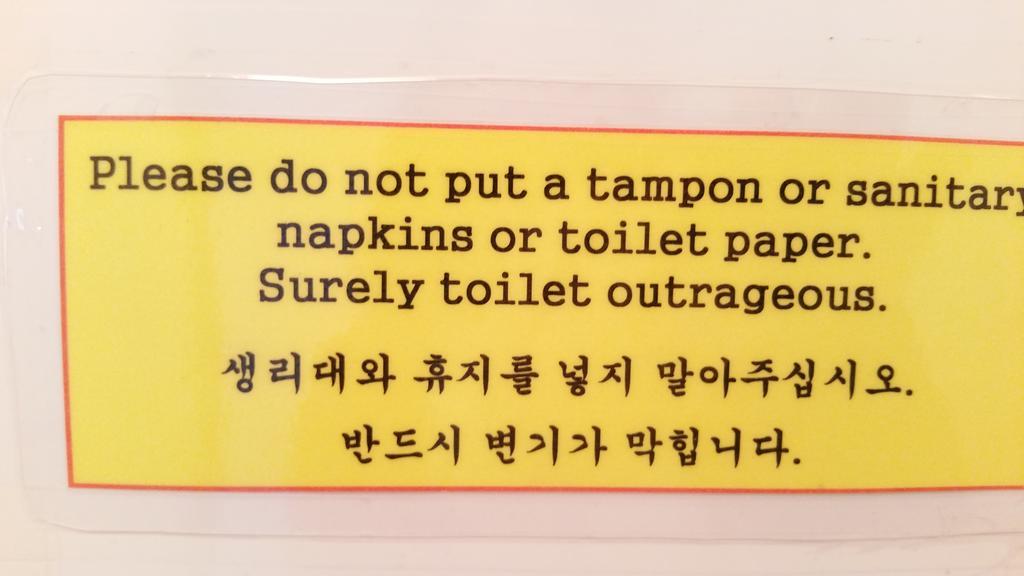 Please do not put a tampon or sanitary
napkins or toilet paper.
Surely toilet outrageous.
생리대와 휴지를 넣지 말아주십시오.
반드시 변기가 막힙니다.